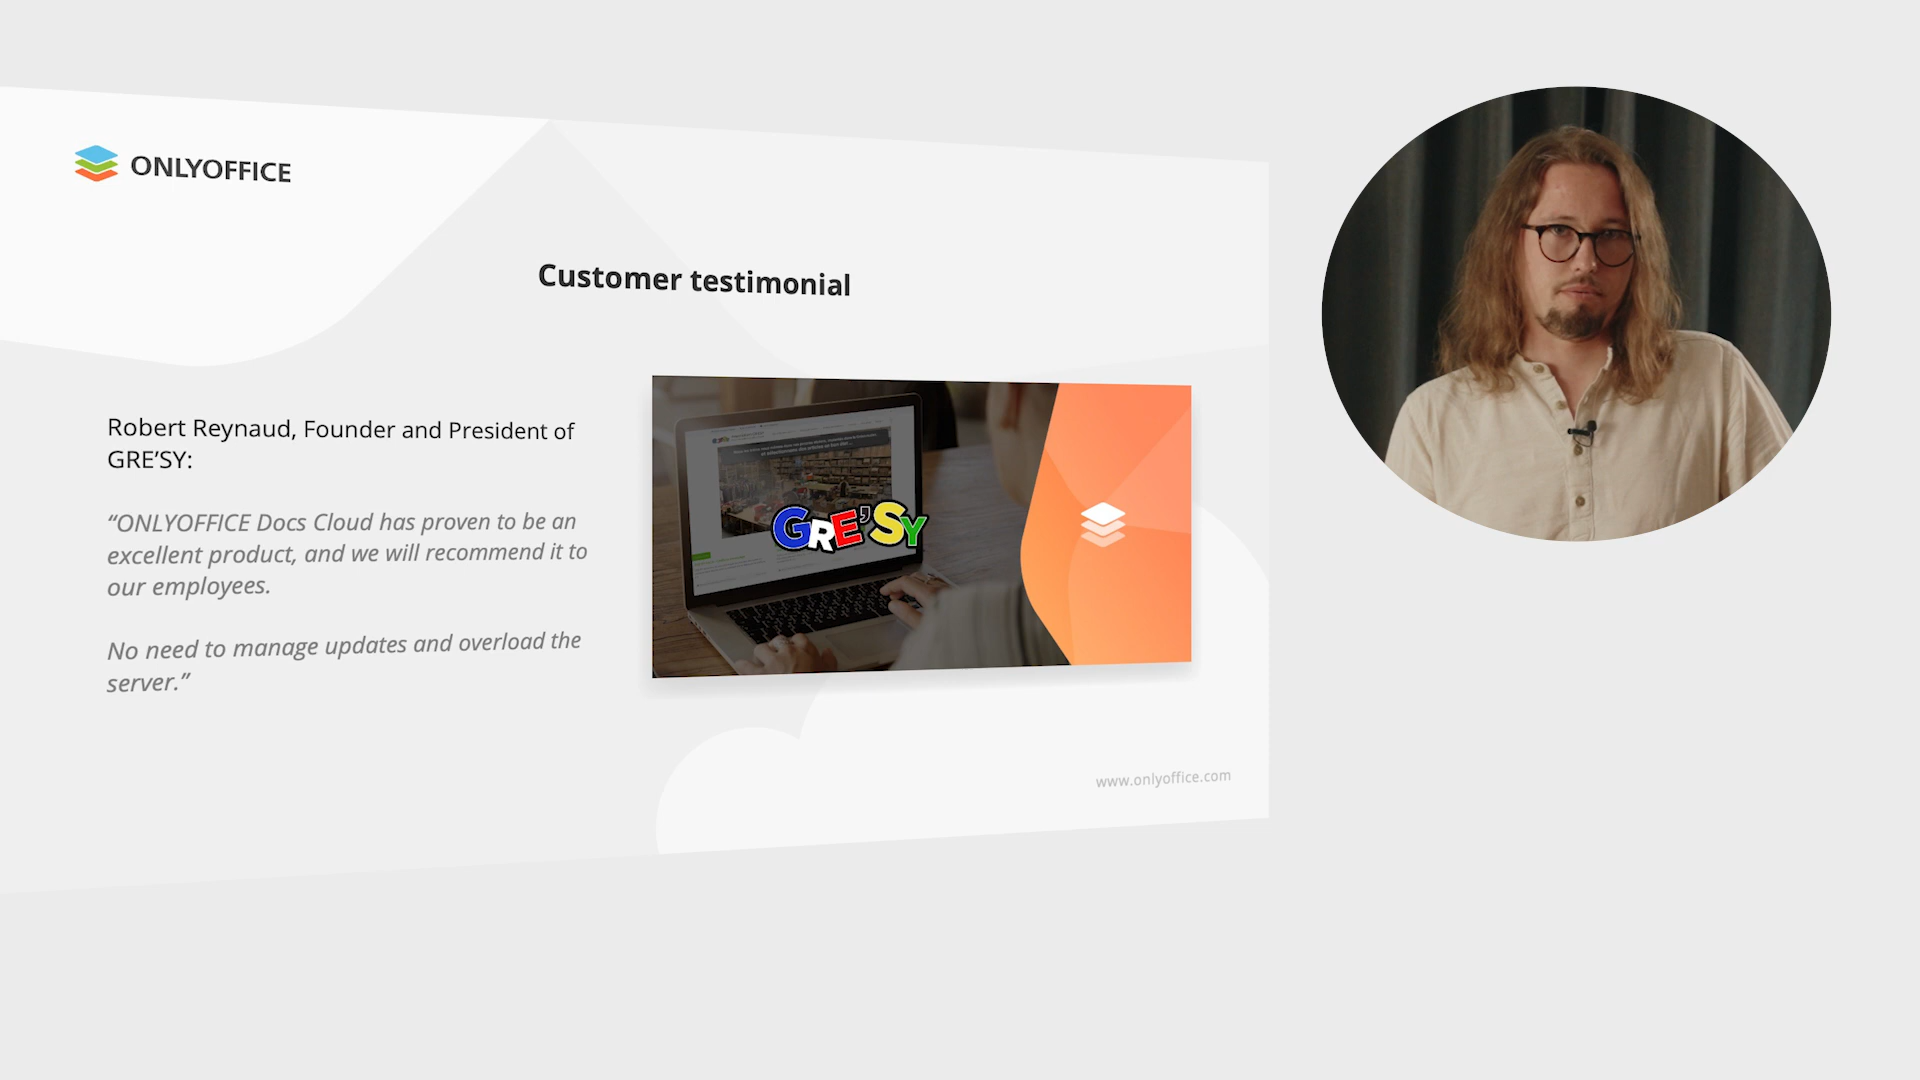 ONLYOFFICE
Customer testimonial
Robert Reynaud, Founder and President of
GRE’SY:
“ONLYOFFICE Docs Cloud has proven to be an
excellent product, and we will recommend it to
our employees.
No need to manage updates and overload the
server.”
GRE’SY
www.onlyoffice.com